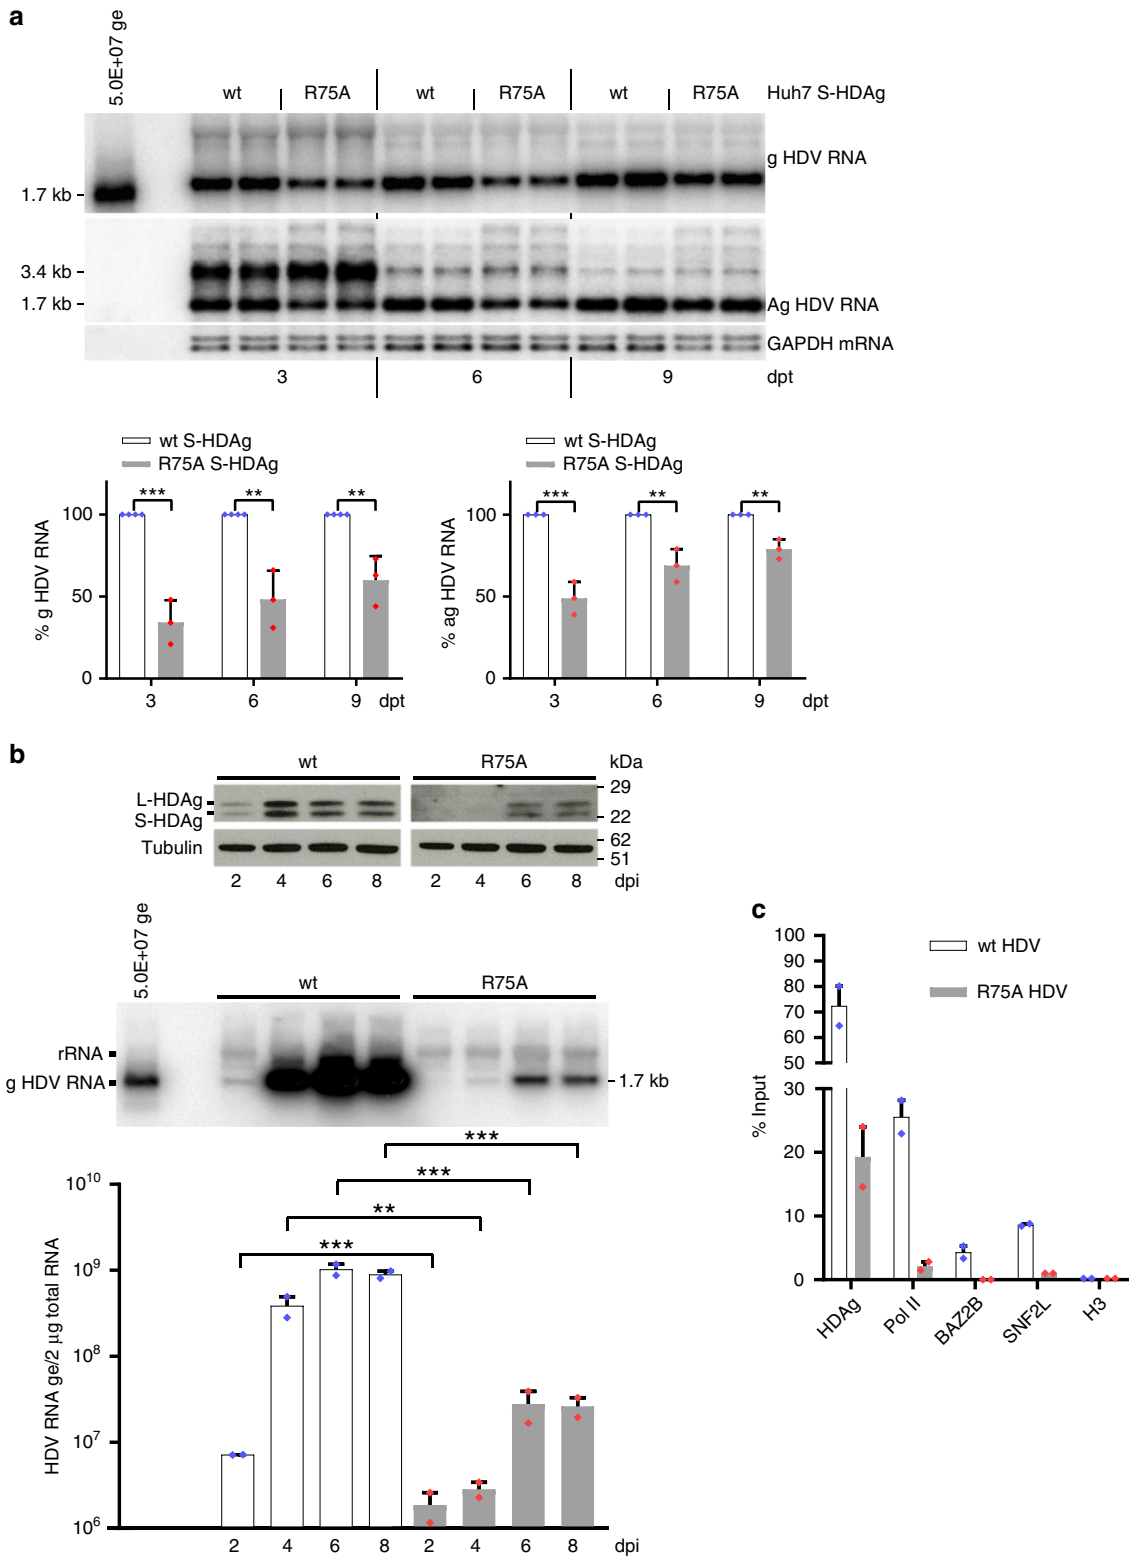 a
5.0E+07 ge
wt R75A wt R75A wt R75A Huh7 S-HDAg
g HDV RNA
1.7 kb
3.4 kb
1.7 kb
Ag HDV RNA
GAPDH mRNA
3 6 9 dpt
wt S-HDAg
R75A S-HDAg
% g HDV RNA
100
50
0
*** ** **
3 6 9 dpt
wt S-HDAg
R75A S-HDAg
% ag HDV RNA
100
50
0
*** ** **
3 6 9 dpt
b
wt R75A kDa
L-HDAg
S-HDAg
29
22
Tubulin
62
51
2 4 6 8 2 4 6 8 dpi
5.0E+07 ge
wt R75A
rRNA
g HDV RNA
1.7 kb
***
***
**
***
HDV RNA ge/2 µg total RNA
10¹⁰
10⁹
10⁸
10⁷
10⁶
2 4 6 8 2 4 6 8 dpi
c
wt HDV
R75A HDV
% Input
100
90
80
70
60
50
30
20
10
0
HDAg Pol II BAZ2B SNF2L H3